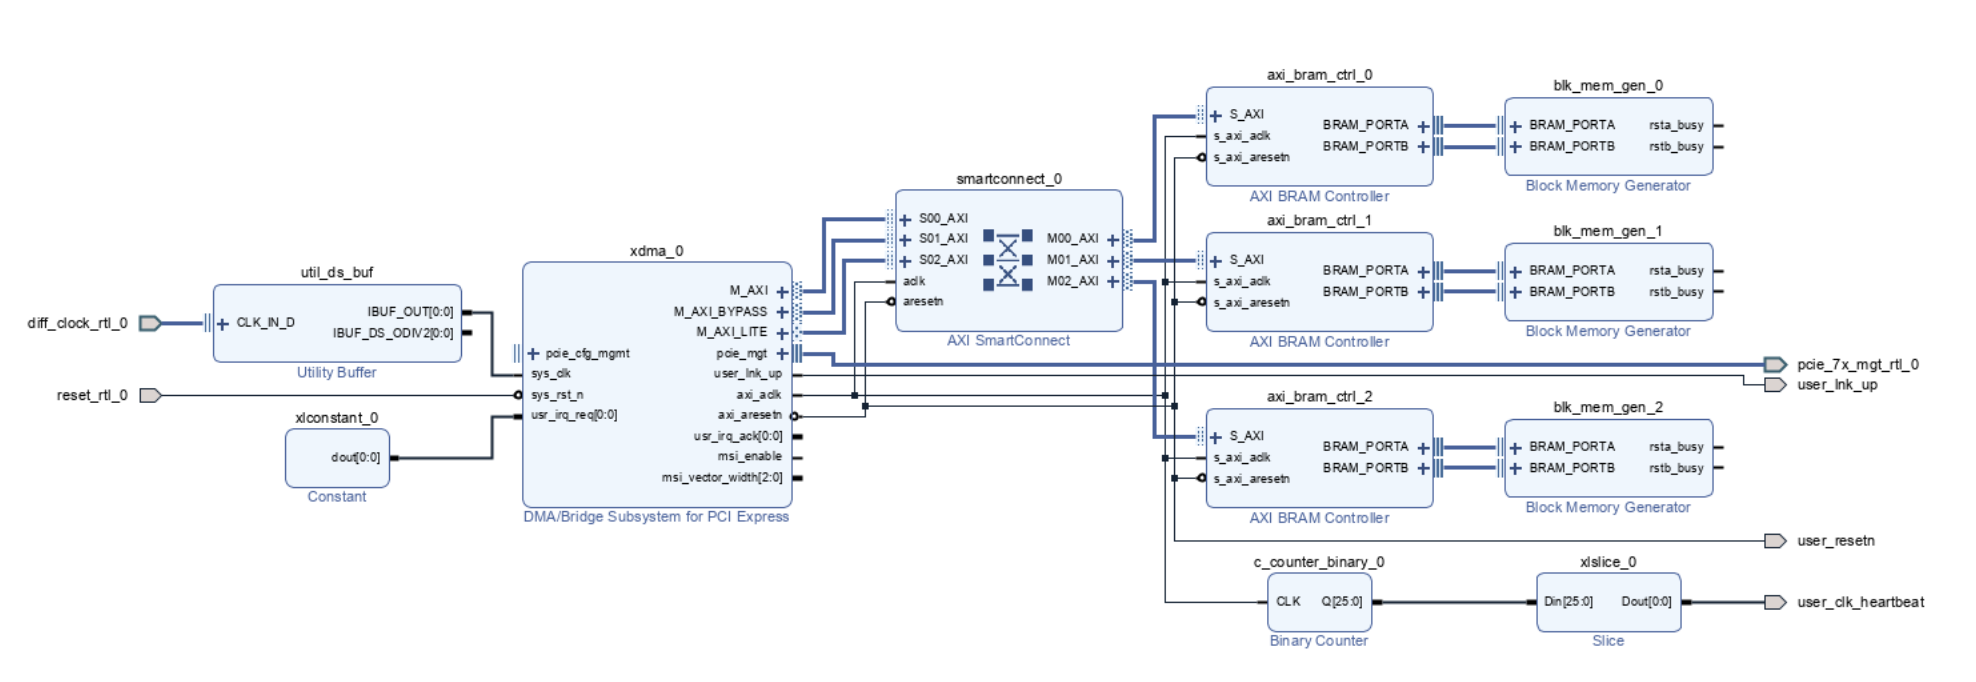 diff_clock_rtl_0
reset_rtl_0
util_ds_buf
CLK_IN_D
IBUF_OUT[0:0]
IBUF_DS_ODIV2[0:0]
Utility Buffer
xlconstant_0
dout[0:0]
Constant
xdma_0
pcie_cfg_mgmt
sys_clk
sys_rst_n
usr_irq_req[0:0]
M_AXI
M_AXI_BYPASS
M_AXI_LITE
pcie_mgt
user_lnk_up
axi_aclk
axi_aresetn
usr_irq_ack[0:0]
msi_enable
msi_vector_width[2:0]
DMA/Bridge Subsystem for PCI Express
smartconnect_0
S00_AXI
S01_AXI
S02_AXI
aclk
aresetn
M00_AXI
M01_AXI
M02_AXI
AXI SmartConnect
axi_bram_ctrl_0
S_AXI
s_axi_aclk
s_axi_aresetn
BRAM_PORTA
BRAM_PORTB
AXI BRAM Controller
blk_mem_gen_0
BRAM_PORTA
BRAM_PORTB
rsta_busy
rstb_busy
Block Memory Generator
axi_bram_ctrl_1
S_AXI
s_axi_aclk
s_axi_aresetn
BRAM_PORTA
BRAM_PORTB
AXI BRAM Controller
blk_mem_gen_1
BRAM_PORTA
BRAM_PORTB
rsta_busy
rstb_busy
Block Memory Generator
axi_bram_ctrl_2
S_AXI
s_axi_aclk
s_axi_aresetn
BRAM_PORTA
BRAM_PORTB
AXI BRAM Controller
blk_mem_gen_2
BRAM_PORTA
BRAM_PORTB
rsta_busy
rstb_busy
Block Memory Generator
c_counter_binary_0
CLK
Q[25:0]
Binary Counter
xlslice_0
Din[25:0]
Dout[0:0]
Slice
pcie_7x_mgt_rtl_0
user_lnk_up
user_resetn
user_clk_heartbeat